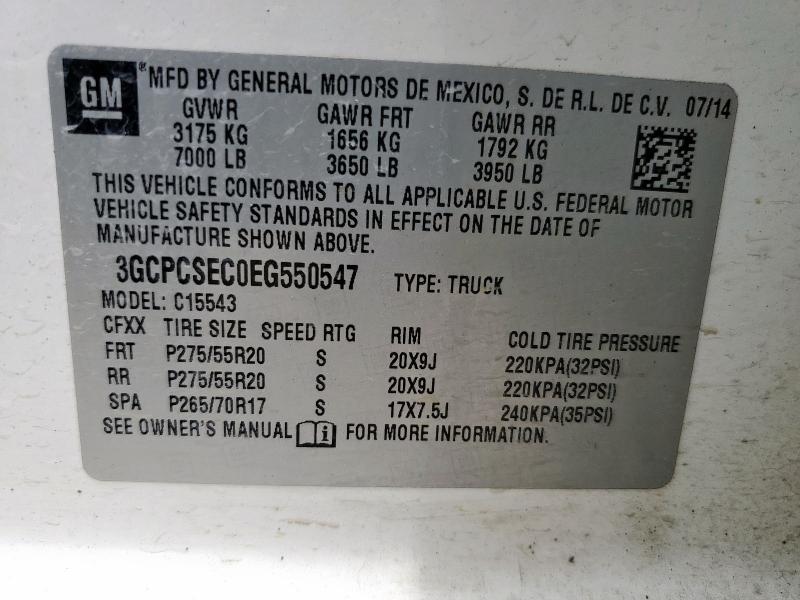 GM
® MFD BY GENERAL MOTORS DE MEXICO, S. DE R.L. DE C.V. 07/14
GVWR GAWR FRT GAWR RR
3175 KG 1656 KG 1792 KG
7000 LB 3650 LB 3950 LB
THIS VEHICLE CONFORMS TO ALL APPLICABLE U.S. FEDERAL MOTOR
VEHICLE SAFETY STANDARDS IN EFFECT ON THE DATE OF
MANUFACTURE SHOWN ABOVE.
3GCPCSEC0EG550547 TYPE: TRUCK
MODEL: C15543
CFXX TIRE SIZE SPEED RTG RIM COLD TIRE PRESSURE
FRT P275/55R20 S 20X9J 220KPA(32PSI)
RR P275/55R20 S 20X9J 220KPA(32PSI)
SPA P265/70R17 S 17X7.5J 240KPA(35PSI)
SEE OWNER'S MANUAL i FOR MORE INFORMATION.